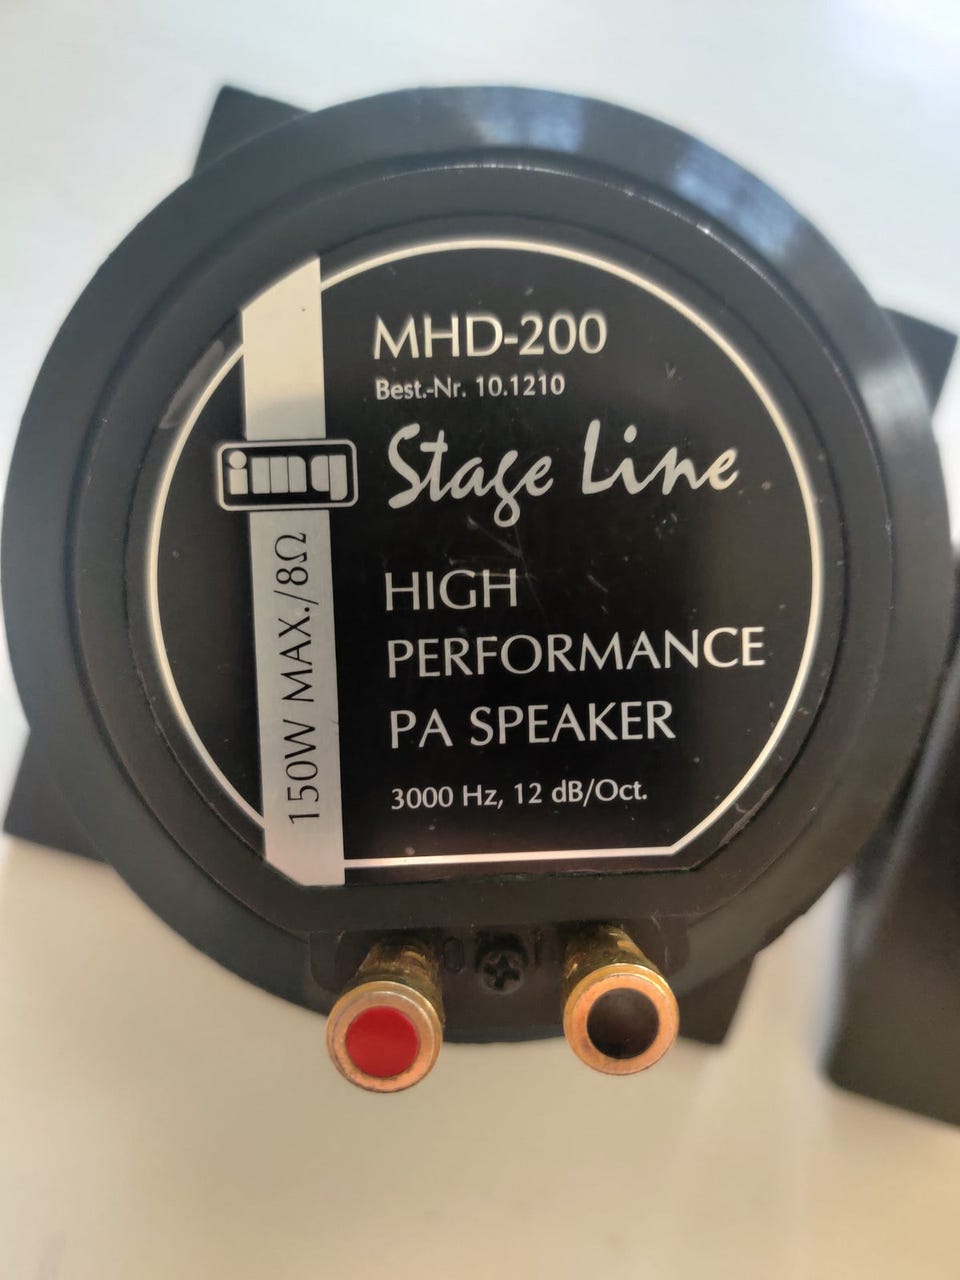 MHD-200
Best.-Nr. 10.1210
img Stage Line
HIGH
PERFORMANCE
PA SPEAKER
3000 Hz, 12 dB/Oct.
150W MAX./8Ω